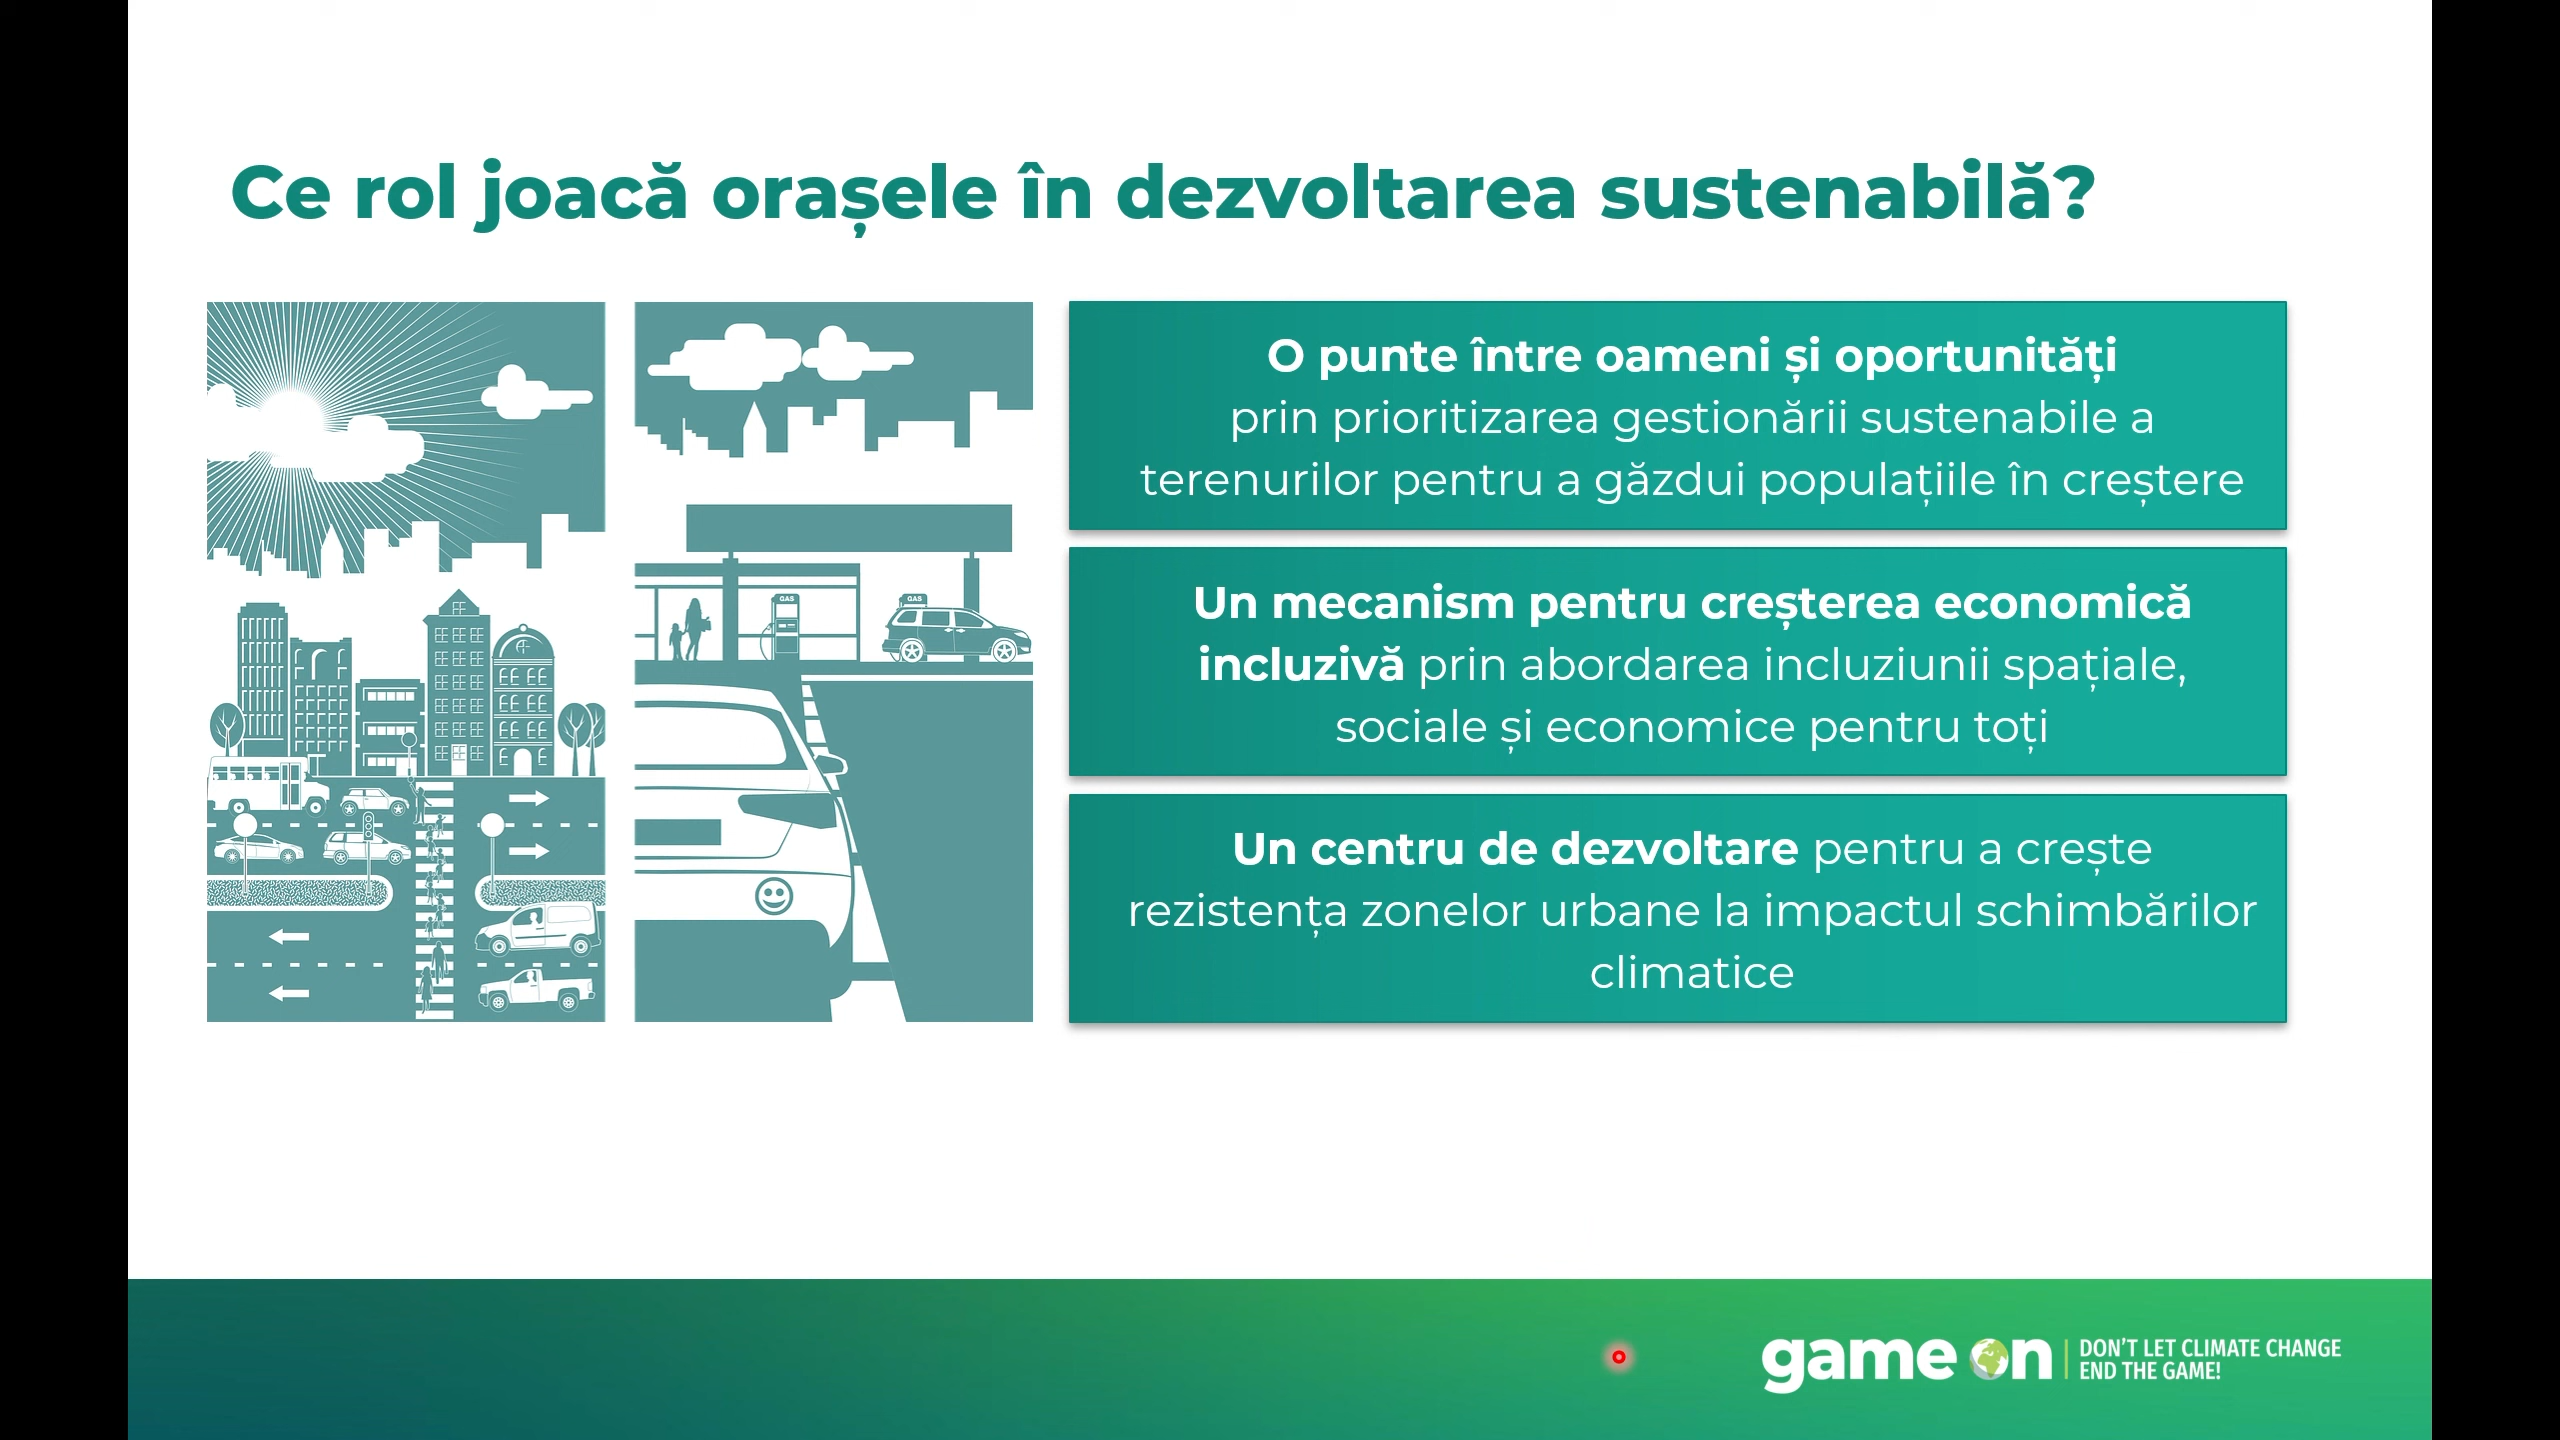 Ce rol joacă orașele în dezvoltarea sustenabilă?
GAS
GAS
O punte între oameni și oportunități
prin prioritizarea gestionării sustenabile a
terenurilor pentru a găzdui populațiile în creștere
Un mecanism pentru creșterea economică
incluzivă prin abordarea incluziunii spațiale,
sociale și economice pentru toți
Un centru de dezvoltare pentru a crește
rezistența zonelor urbane la impactul schimbărilor
climatice
game on
DON'T LET CLIMATE CHANGE
END THE GAME!